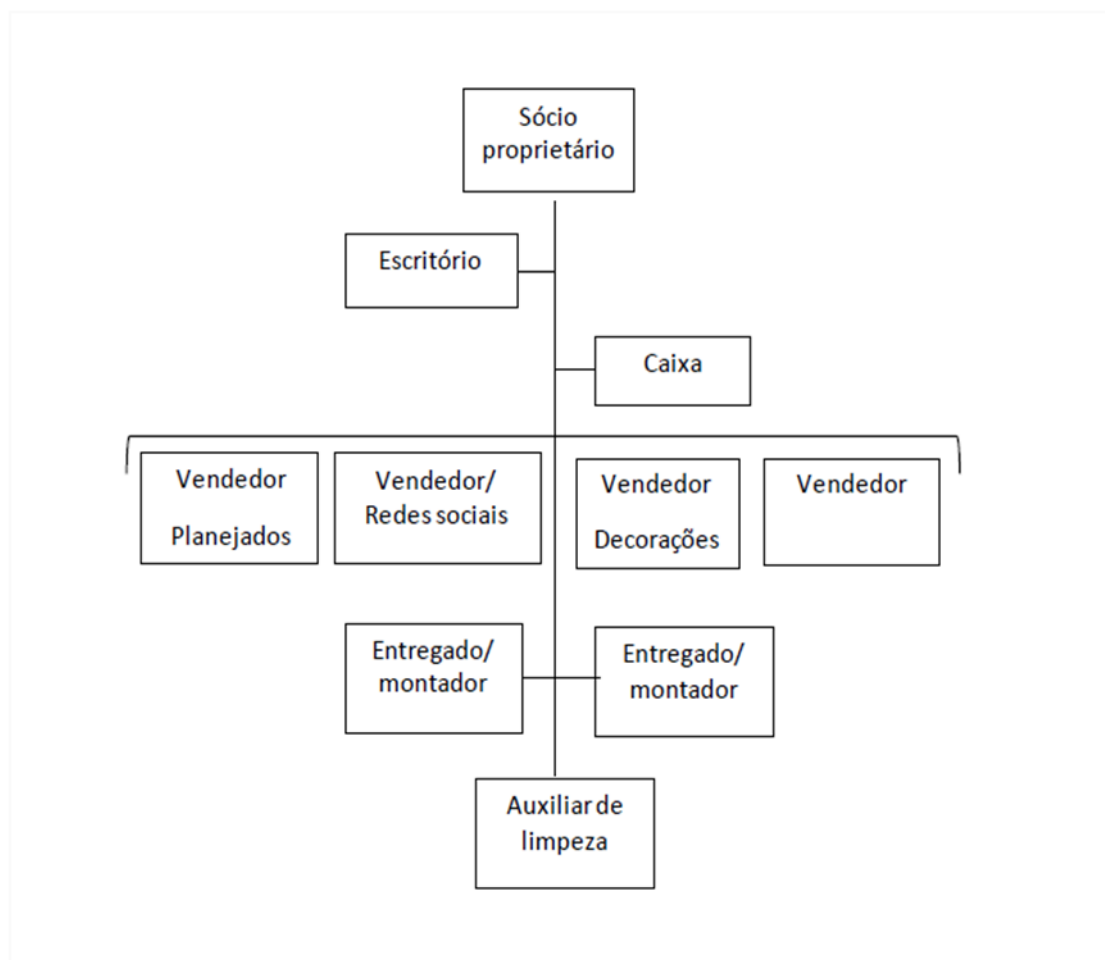 Sócio
proprietário
Escritório
Caixa
Vendedor
Planejados
Vendedor/
Redes sociais
Vendedor
Decorações
Vendedor
Entregado/
montador
Entregado/
montador
Auxiliar de
limpeza